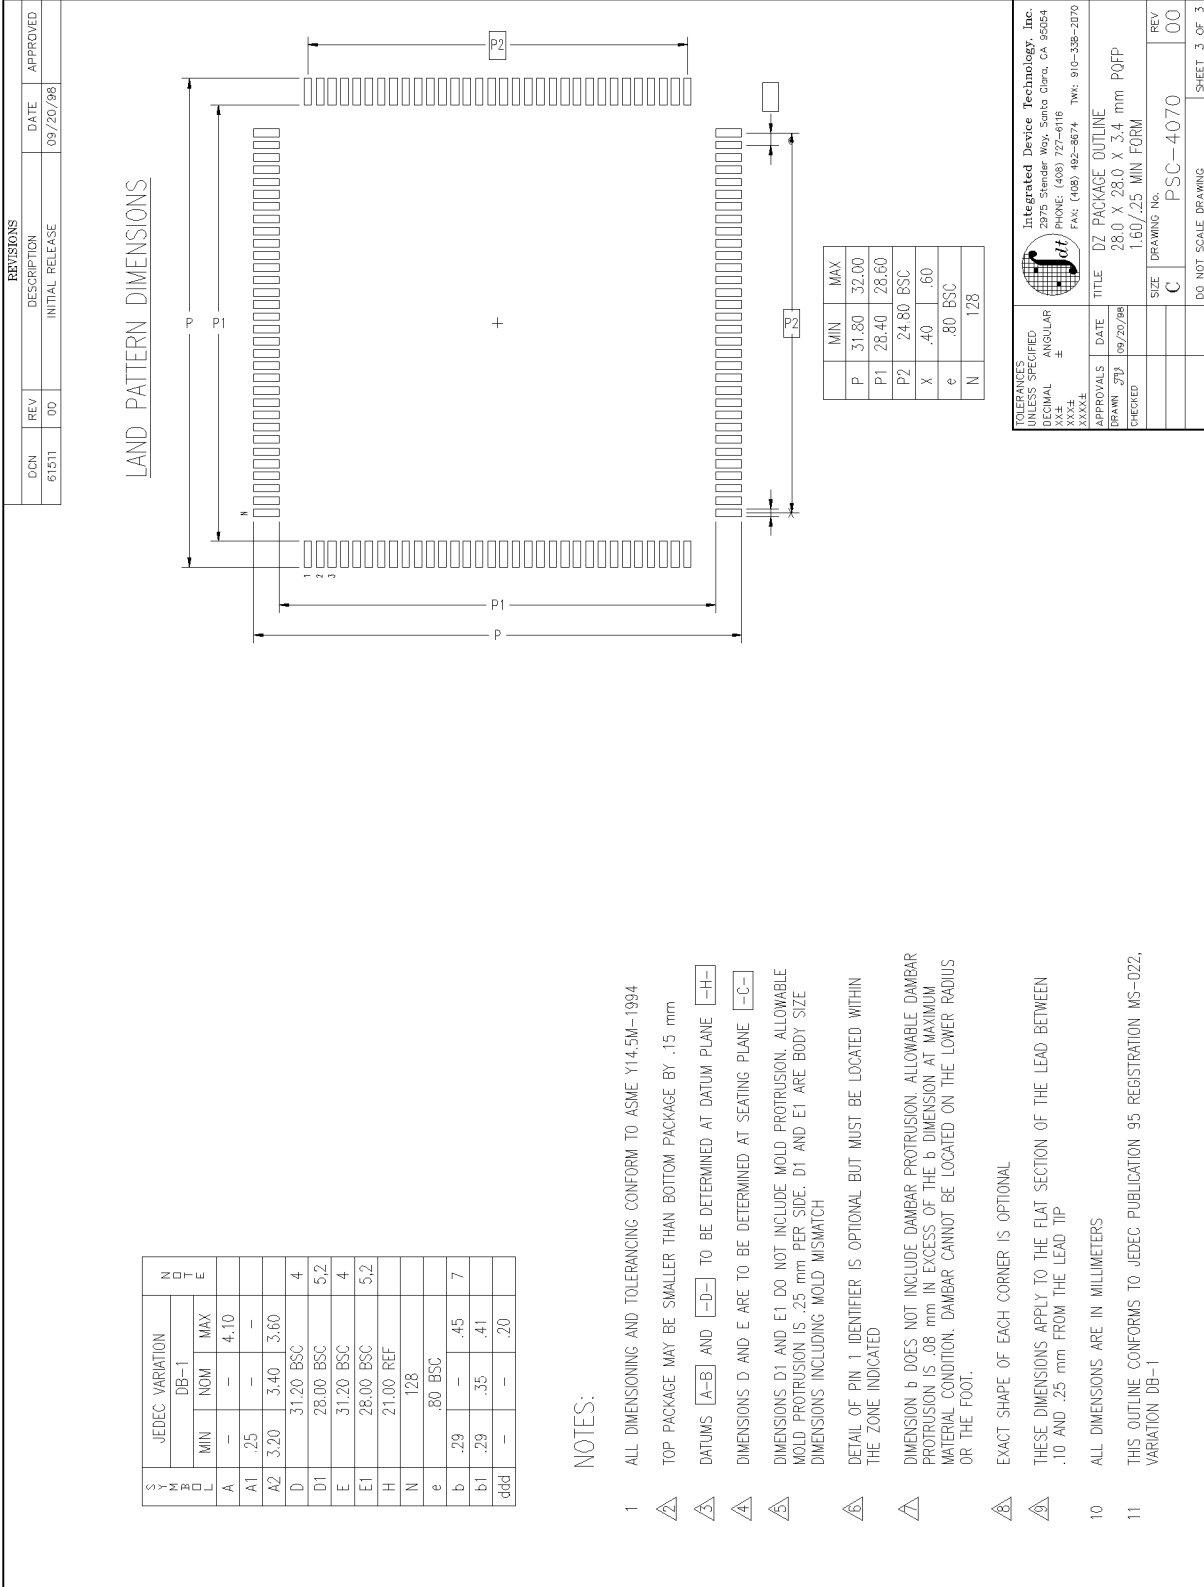 REVISIONS
DCN REV DESCRIPTION DATE APPROVED
61511 00 INITIAL RELEASE 09/20/98
LAND PATTERN DIMENSIONS
P
P1
P2
N
1
2
3
P1
P
P2
MIN MAX
P 31.80 32.00
P1 28.40 28.60
P2 24.80 BSC
X .40 .60
e .80 BSC
N 128
SYMBOL JEDEC VARIATION NOTE
DB-1
MIN NOM MAX
A – – 4.10
A1 .25 – –
A2 3.20 3.40 3.60
D 31.20 BSC 4
D1 28.00 BSC 5,2
E 31.20 BSC 4
E1 28.00 BSC 5,2
H 21.00 REF
N 128
e .80 BSC
b .29 – .45 7
b1 .29 .35 .41
ddd – – .20
NOTES:
1 ALL DIMENSIONING AND TOLERANCING CONFORM TO ASME Y14.5M-1994
2 TOP PACKAGE MAY BE SMALLER THAN BOTTOM PACKAGE BY .15 mm
3 DATUMS A-B AND -D- TO BE DETERMINED AT DATUM PLANE -H-
4 DIMENSIONS D AND E ARE TO BE DETERMINED AT SEATING PLANE -C-
5 DIMENSIONS D1 AND E1 DO NOT INCLUDE MOLD PROTRUSION. ALLOWABLE
MOLD PROTRUSION IS .25 mm PER SIDE. D1 AND E1 ARE BODY SIZE
DIMENSIONS INCLUDING MOLD MISMATCH
6 DETAIL OF PIN 1 IDENTIFIER IS OPTIONAL BUT MUST BE LOCATED WITHIN
THE ZONE INDICATED
7 DIMENSION b DOES NOT INCLUDE DAMBAR PROTRUSION. ALLOWABLE DAMBAR
PROTRUSION IS .08 mm IN EXCESS OF THE b DIMENSION AT MAXIMUM
MATERIAL CONDITION. DAMBAR CANNOT BE LOCATED ON THE LOWER RADIUS
OR THE FOOT.
8 EXACT SHAPE OF EACH CORNER IS OPTIONAL
9 THESE DIMENSIONS APPLY TO THE FLAT SECTION OF THE LEAD BETWEEN
.10 AND .25 mm FROM THE LEAD TIP
10 ALL DIMENSIONS ARE IN MILLIMETERS
11 THIS OUTLINE CONFORMS TO JEDEC PUBLICATION 95 REGISTRATION MS-022,
VARIATION DB-1
TOLERANCES
UNLESS SPECIFIED
DECIMAL ANGULAR
XX± ±
XXX±
XXXX±
APPROVALS DATE
DRAWN 09/20/98
CHECKED
idt
Integrated Device Technology, Inc.
2975 Stender Way, Santa Clara, CA 95054
PHONE: (408) 727-6116
FAX: (408) 492-8674 TWX: 910-338-2070
TITLE DZ PACKAGE OUTLINE
28.0 X 28.0 X 3.4 mm PQFP
1.60/.25 MIN FORM
SIZE DRAWING No. REV
C PSC-4070 00
DO NOT SCALE DRAWING SHEET 3 OF 3